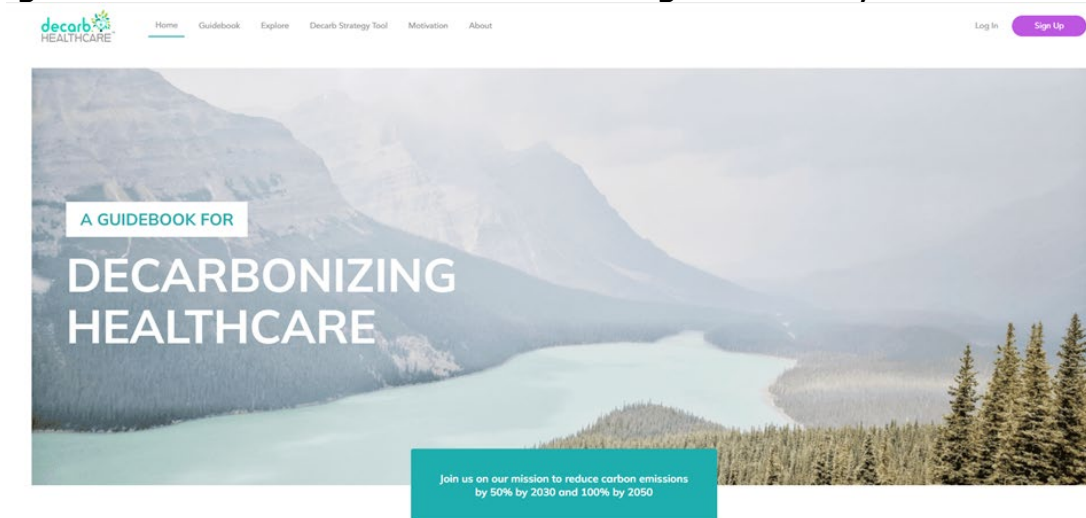 decarb
HEALTHCARE
Home Guidebook Explore Decarb Strategy Tool Motivation About Log In Sign Up
A GUIDEBOOK FOR
DECARBONIZING
HEALTHCARE
Join us on our mission to reduce carbon emissions
by 50% by 2030 and 100% by 2050